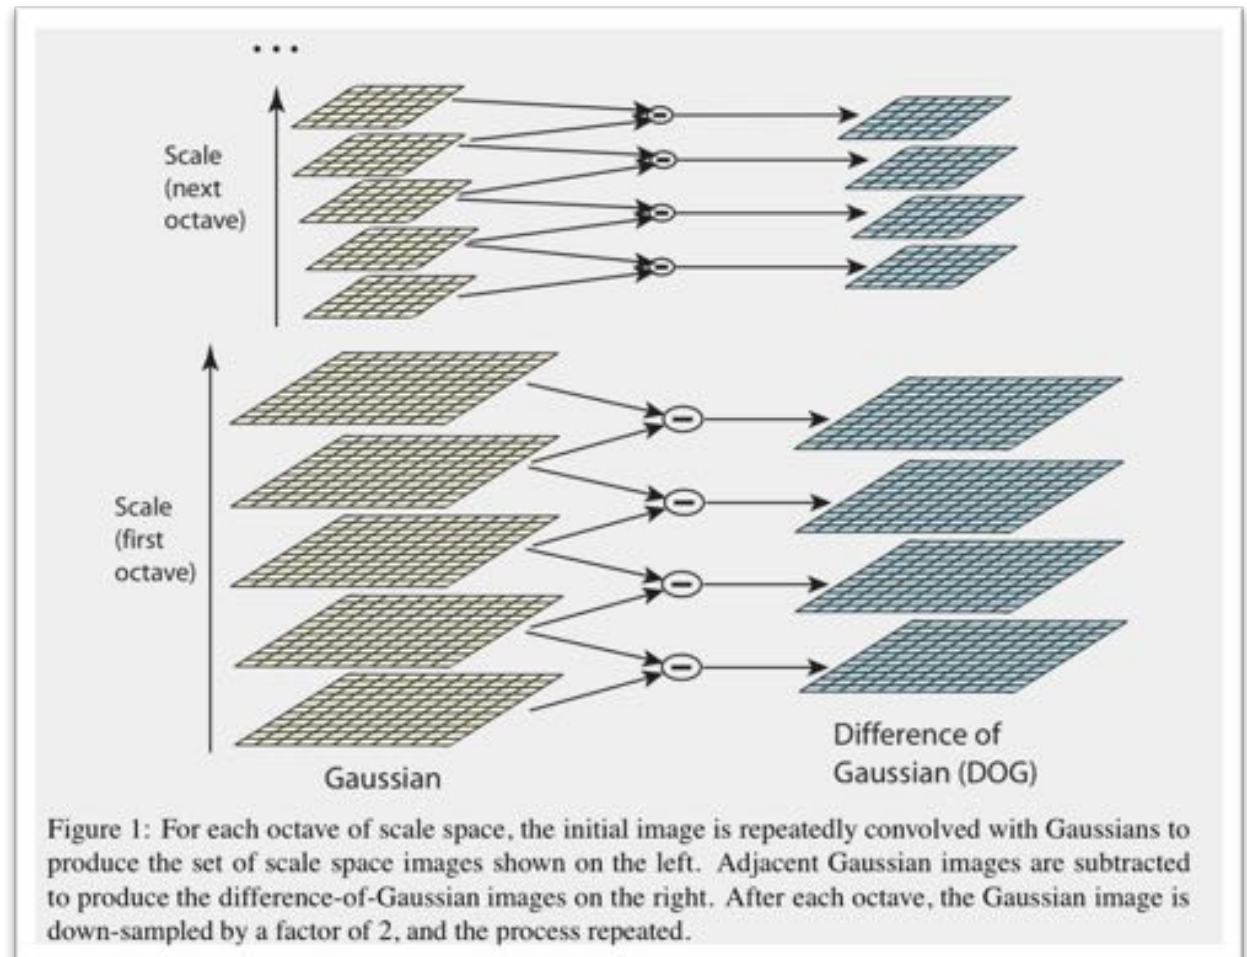 ...
Scale
(next
octave)
Scale
(first
octave)
Gaussian
Difference of
Gaussian (DOG)
Figure 1: For each octave of scale space, the initial image is repeatedly convolved with Gaussians to
produce the set of scale space images shown on the left. Adjacent Gaussian images are subtracted
to produce the difference-of-Gaussian images on the right. After each octave, the Gaussian image is
down-sampled by a factor of 2, and the process repeated.